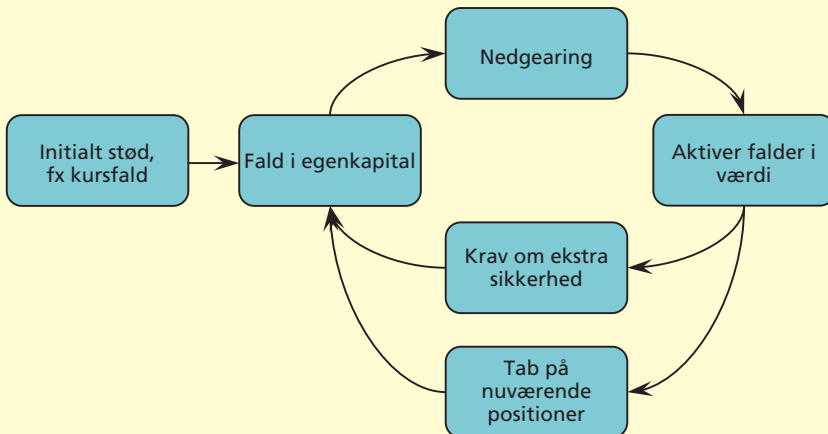 Initialt stød,
fx kursfald
Fald i egenkapital
Nedgearing
Aktiver falder i
værdi
Krav om ekstra
sikkerhed
Tab på
nuværende
positioner